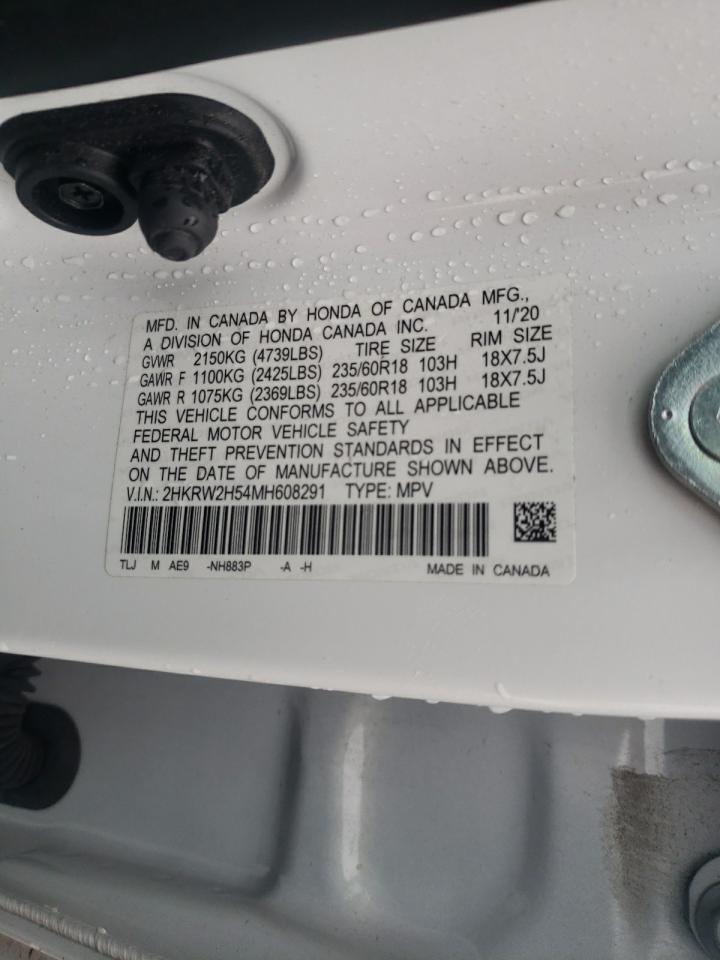 MFD. IN CANADA BY HONDA OF CANADA MFG.,
A DIVISION OF HONDA CANADA INC. 11/'20
GVWR 2150KG (4739LBS) TIRE SIZE RIM SIZE
GAWR F 1100KG (2425LBS) 235/60R18 103H 18X7.5J
GAWR R 1075KG (2369LBS) 235/60R18 103H 18X7.5J
THIS VEHICLE CONFORMS TO ALL APPLICABLE
FEDERAL MOTOR VEHICLE SAFETY
AND THEFT PREVENTION STANDARDS IN EFFECT
ON THE DATE OF MANUFACTURE SHOWN ABOVE.
V.I.N.: 2HKRW2H54MH608291 TYPE: MPV
TLJ M AE9 -NH883P -A -H MADE IN CANADA